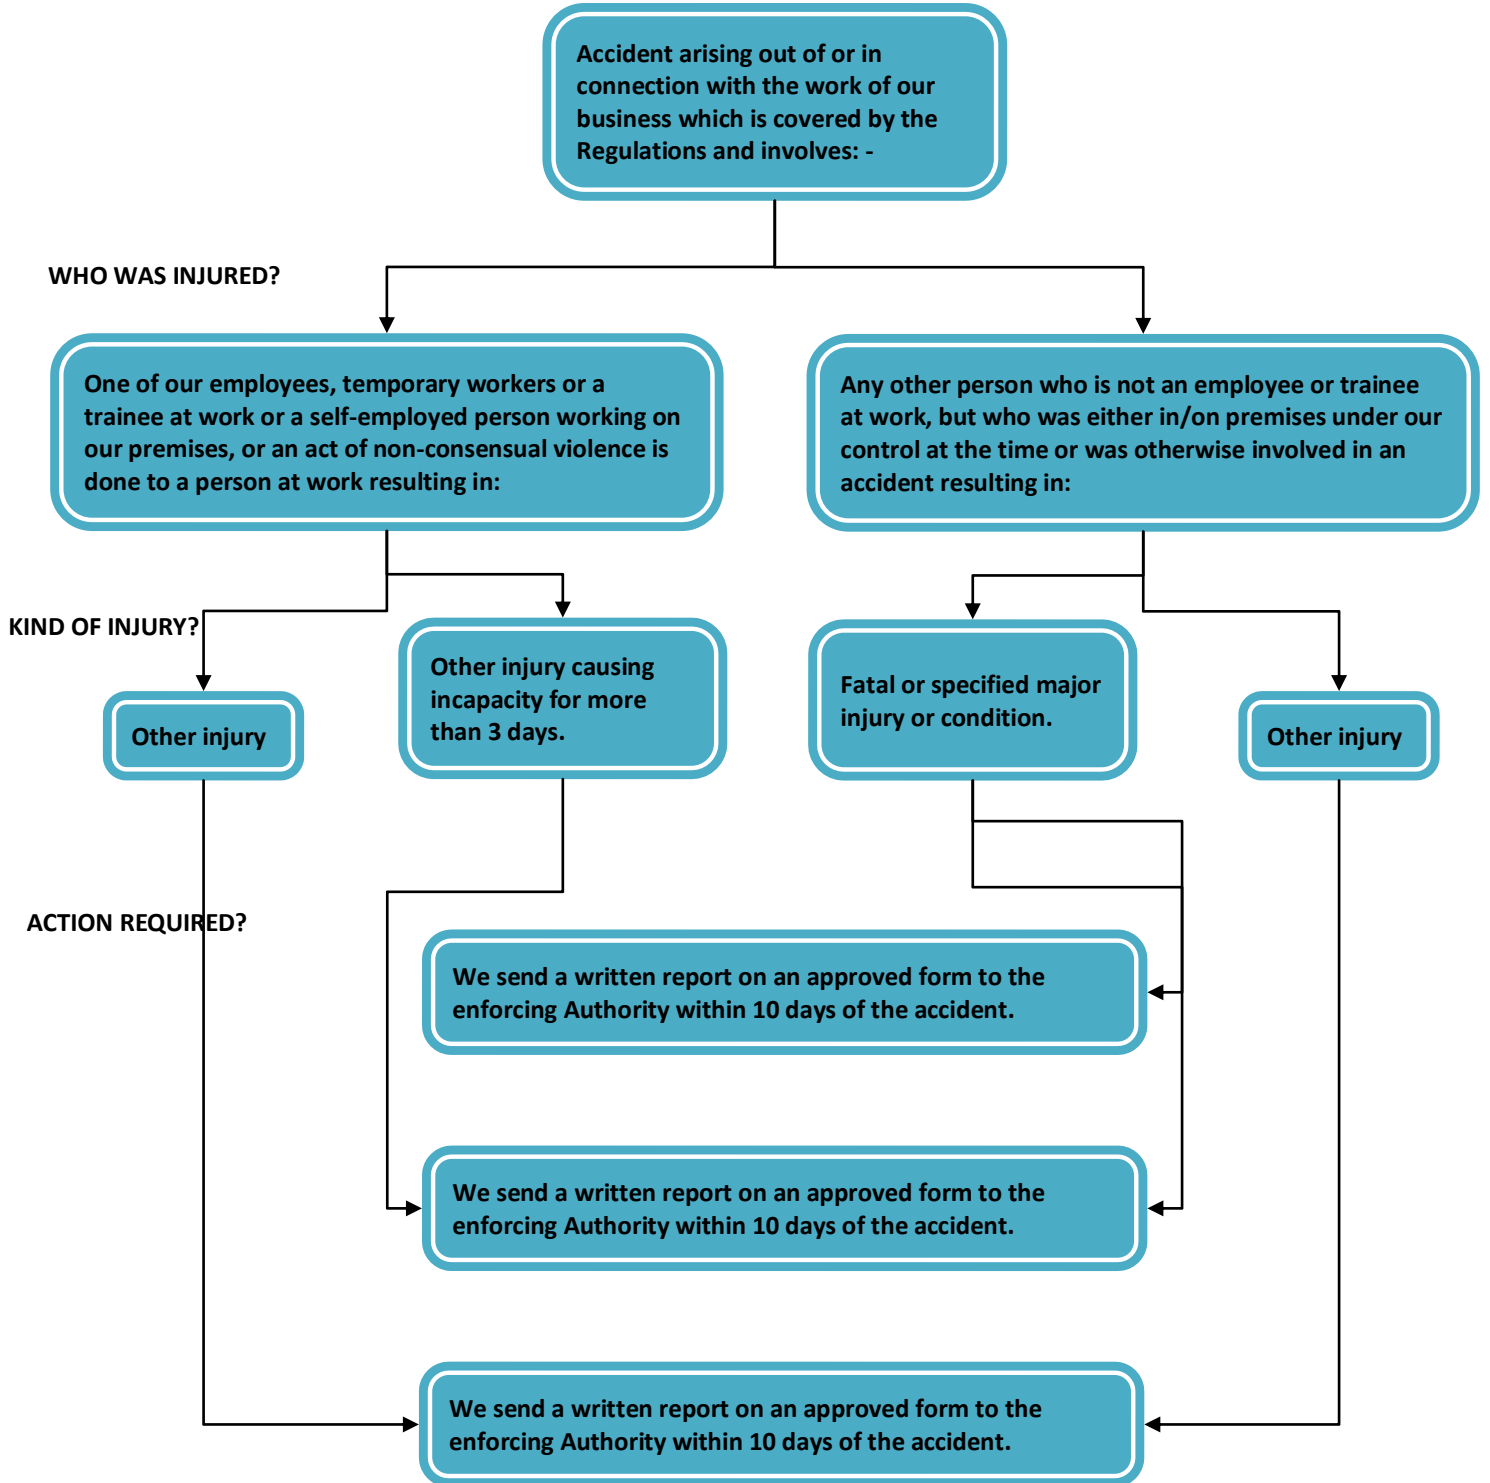 Accident arising out of or in
connection with the work of our
business which is covered by the
Regulations and involves: -
WHO WAS INJURED?
One of our employees, temporary workers or a
trainee at work or a self-employed person working on
our premises, or an act of non-consensual violence is
done to a person at work resulting in:
Any other person who is not an employee or trainee
at work, but who was either in/on premises under our
control at the time or was otherwise involved in an
accident resulting in:
KIND OF INJURY?
Other injury
Other injury causing
incapacity for more
than 3 days.
Fatal or specified major
injury or condition.
Other injury
ACTION REQUIRED?
We send a written report on an approved form to the
enforcing Authority within 10 days of the accident.
We send a written report on an approved form to the
enforcing Authority within 10 days of the accident.
We send a written report on an approved form to the
enforcing Authority within 10 days of the accident.